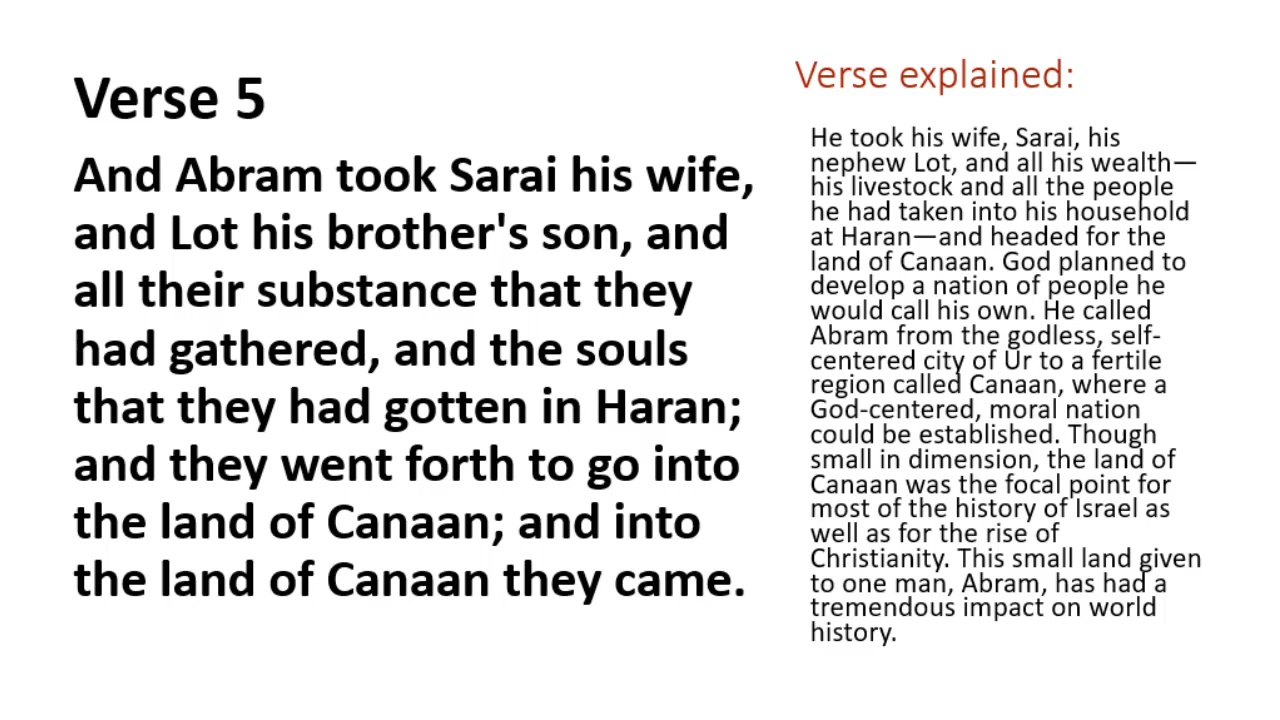 Verse 5
And Abram took Sarai his wife,
and Lot his brother's son, and
all their substance that they
had gathered, and the souls
that they had gotten in Haran;
and they went forth to go into
the land of Canaan; and into
the land of Canaan they came.
Verse explained:
He took his wife, Sarai, his
nephew Lot, and all his wealth—
his livestock and all the people
he had taken into his household
at Haran—and headed for the
land of Canaan. God planned to
develop a nation of people he
would call his own. He called
Abram from the godless, self-
centered city of Ur to a fertile
region called Canaan, where a
God-centered, moral nation
could be established. Though
small in dimension, the land of
Canaan was the focal point for
most of the history of Israel as
well as for the rise of
Christianity. This small land given
to one man, Abram, has had a
tremendous impact on world
history.